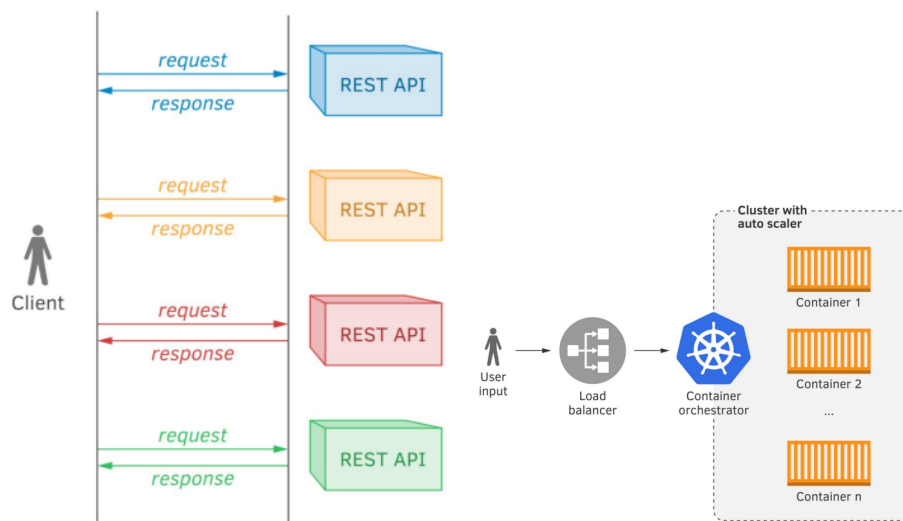 request
response
REST API
request
response
REST API
Client
request
response
REST API
request
response
REST API
User
input
Load
balancer
Container
orchestrator
Cluster with
auto scaler
Container 1
Container 2
...
Container n